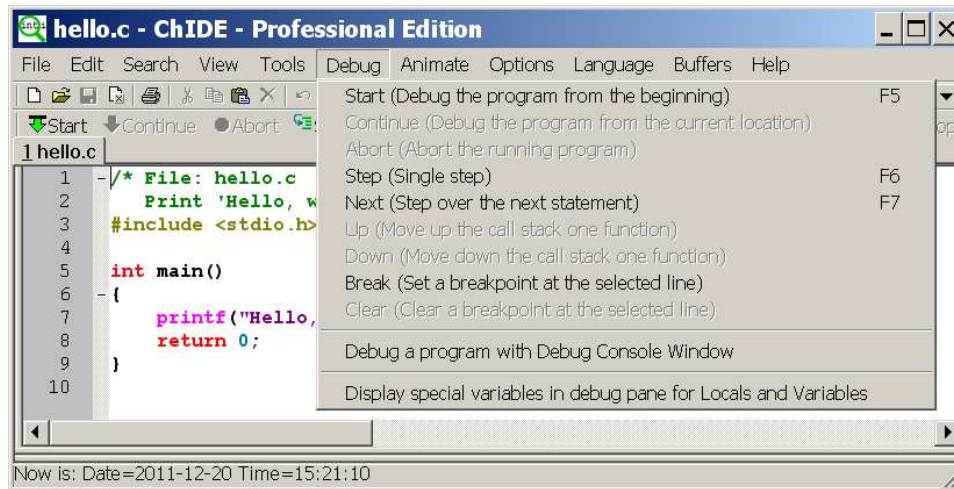 hello.c - ChIDE - Professional Edition
File Edit Search View Tools Debug Animate Options Language Buffers Help
Start Continue Abort
1 hello.c
Start (Debug the program from the beginning) F5
Continue (Debug the program from the current location)
Abort (Abort the running program)
Step (Single step) F6
Next (Step over the next statement) F7
Up (Move up the call stack one function)
Down (Move down the call stack one function)
Break (Set a breakpoint at the selected line)
Clear (Clear a breakpoint at the selected line)
Debug a program with Debug Console Window
Display special variables in debug pane for Locals and Variables
1 /* File: hello.c
2 Print 'Hello,
3 #include <stdio.h>
4
5 int main()
6 {
7 printf("Hello,
8 return 0;
9 }
10
Now is: Date=2011-12-20 Time=15:21:10